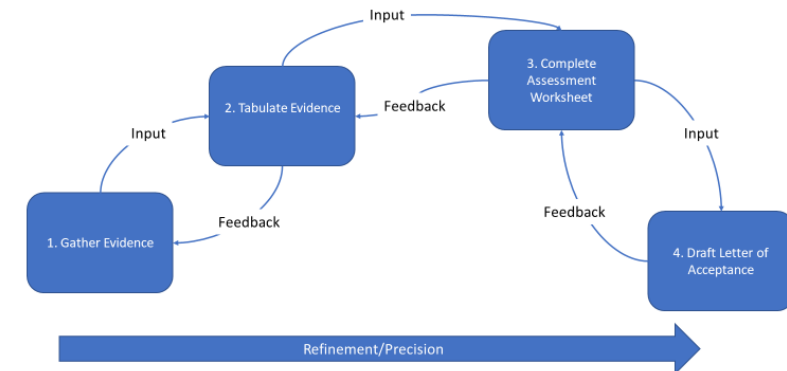 Input
3. Complete
Assessment
Worksheet
2. Tabulate Evidence
Feedback
Input
Input
Feedback
Feedback
1. Gather Evidence
4. Draft Letter of
Acceptance
Refinement/Precision